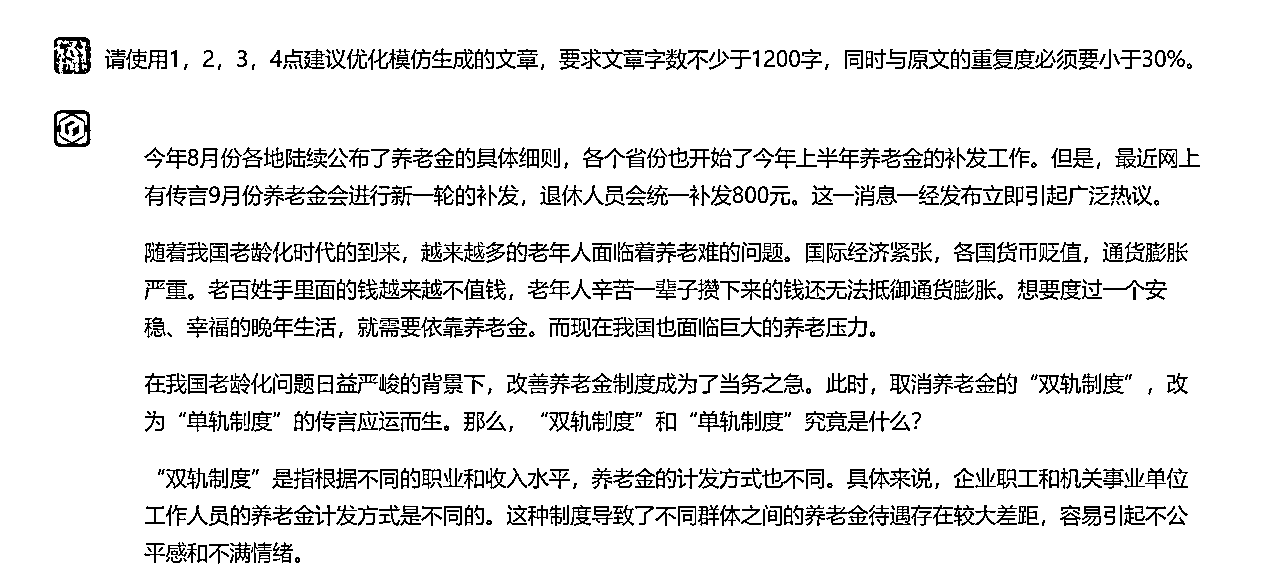 请使用1，2，3，4点建议优化模仿生成的文章，要求文章字数不少于1200字，同时与原文的重复度必须要小于30%。
今年8月份各地陆续公布了养老金的具体细则，各个省份也开始了今年上半年养老金的补发工作。但是，最近网上
有传言9月份养老金会进行新一轮的补发，退休人员会统一补发800元。这一消息一经发布立即引起广泛热议。
随着我国老龄化时代的到来，越来越多的老年人面临着养老难的问题。国际经济紧张，各国货币贬值，通货膨胀
严重。老百姓手里面的钱越来越不值钱，老年人辛苦一辈子攒下来的钱还无法抵御通货膨胀。想要度过一个安
稳、幸福的晚年生活，就需要依靠养老金。而现在我国也面临巨大的养老压力。
在我国老龄化问题日益严峻的背景下，改善养老金制度成为了当务之急。此时，取消养老金的“双轨制度”，改
为“单轨制度”的传言应运而生。那么，“双轨制度”和“单轨制度”究竟是什么？
“双轨制度”是指根据不同的职业和收入水平，养老金的计发方式也不同。具体来说，企业职工和机关事业单位
工作人员的养老金计发方式是不同的。这种制度导致了不同群体之间的养老金待遇存在较大差距，容易引起不公
平感和不满情绪。